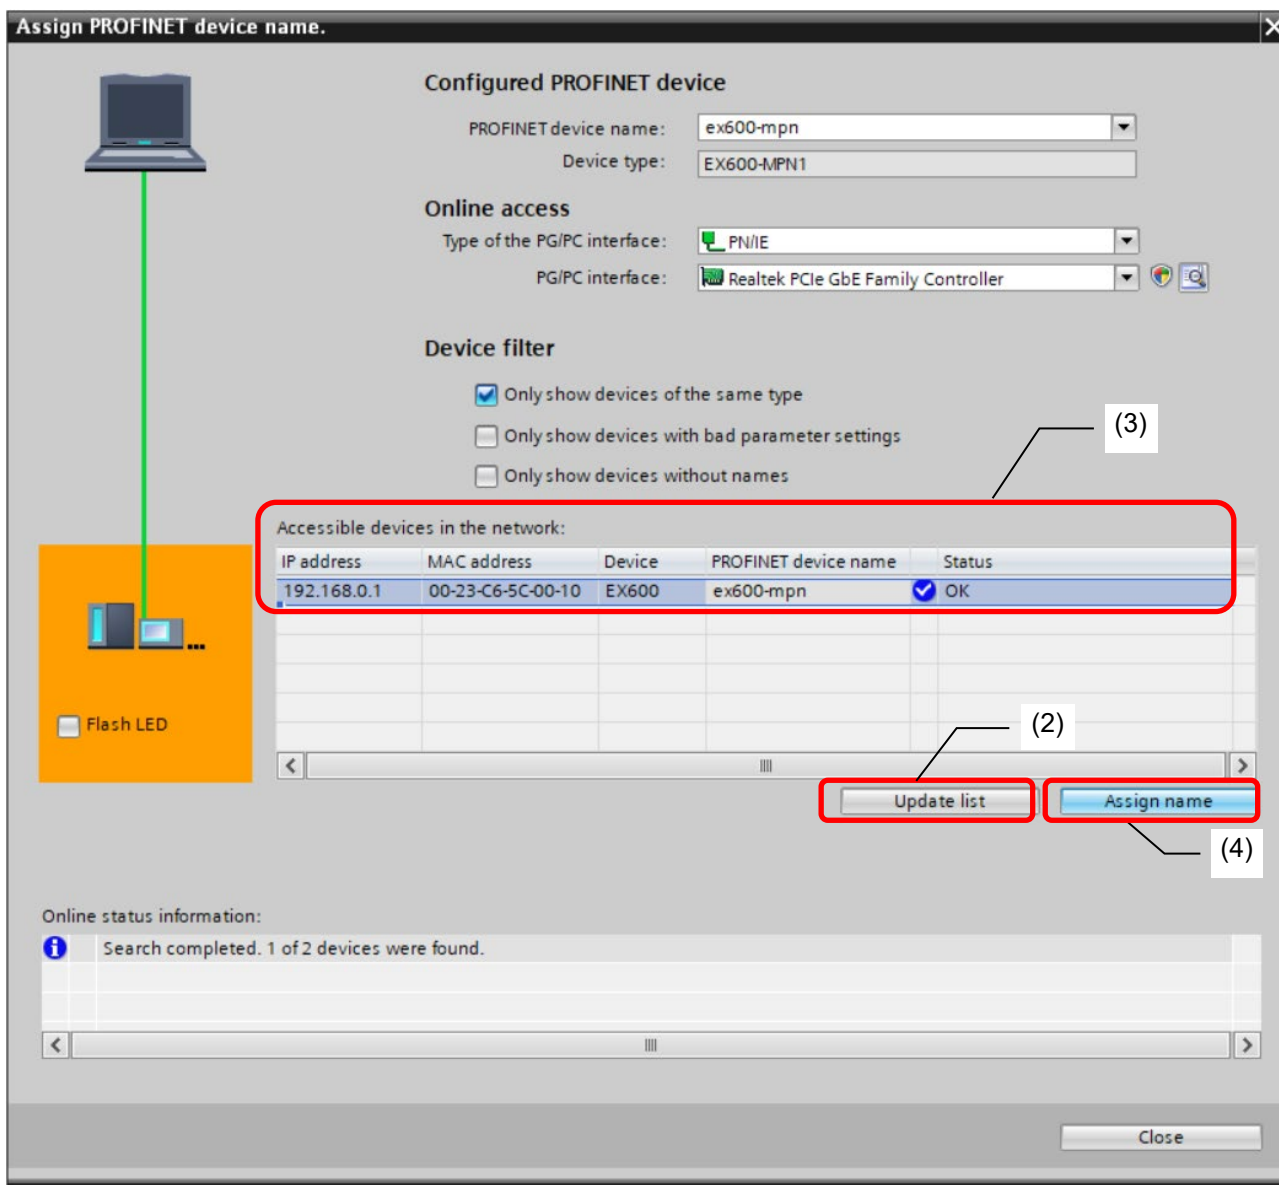 Assign PROFINET device name.
Configured PROFINET device
PROFINET device name: ex600-mpn
Device type: EX600-MPN1
Online access
Type of the PG/PC interface: PN/IE
PG/PC interface: Realtek PCIe GbE Family Controller
Device filter
Only show devices of the same type
Only show devices with bad parameter settings
(3)
Only show devices without names
Accessible devices in the network:
IP address MAC address Device PROFINET device name Status
192.168.0.1 00-23-C6-5C-00-10 EX600 ex600-mpn OK
Flash LED
(2)
Update list Assign name
(4)
Online status information:
Search completed. 1 of 2 devices were found.
Close